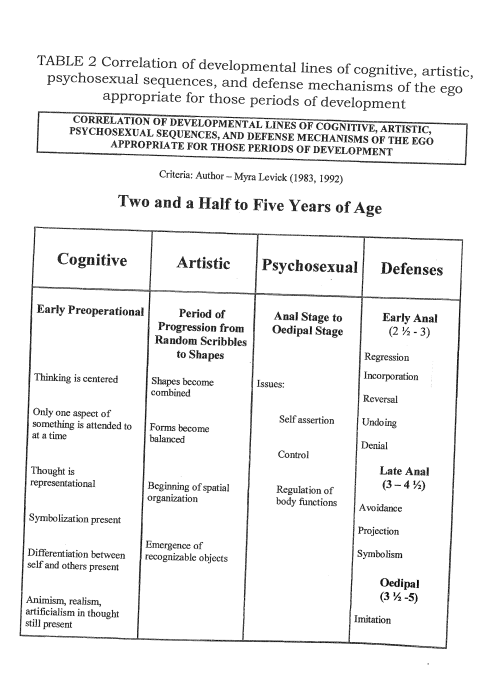 TABLE 2 Correlation of developmental lines of cognitive, artistic,
psychosexual sequences, and defense mechanisms of the ego
appropriate for those periods of development
CORRELATION OF DEVELOPMENTAL LINES OF COGNITIVE, ARTISTIC,
PSYCHOSEXUAL SEQUENCES, AND DEFENSE MECHANISMS OF THE EGO
APPROPRIATE FOR THOSE PERIODS OF DEVELOPMENT
Criteria: Author – Myra Levick (1983, 1992)
Two and a Half to Five Years of Age
Cognitive
Early Preoperational
Thinking is centered
Only one aspect of
something is attended to
at a time
Thought is
representational
Symbolization present
Differentiation between
self and others present
Animism, realism,
artificialism in thought
still present
Artistic
Period of
Progression from
Random Scribbles
to Shapes
Shapes become
combined
Forms become
balanced
Beginning of spatial
organization
Emergence of
recognizable objects
Psychosexual
Anal Stage to
Oedipal Stage
Issues:
Self assertion
Control
Regulation of
body functions
Defenses
Early Anal
(2 ½ - 3)
Regression
Incorporation
Reversal
Undoing
Denial
Late Anal
(3 – 4 ½)
Avoidance
Projection
Symbolism
Oedipal
(3 ½ -5)
Imitation